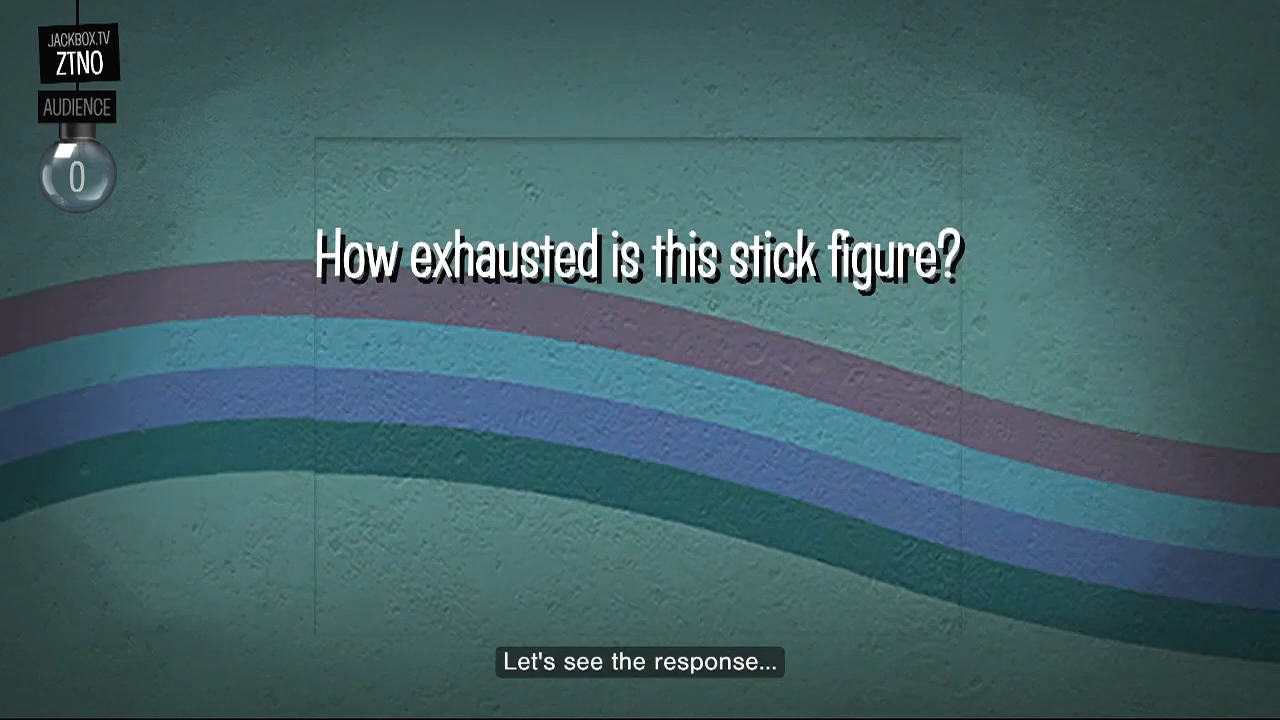 JACKBOX.TV
ZTNO
AUDIENCE
0
How exhausted is this stick figure?
Let's see the response...